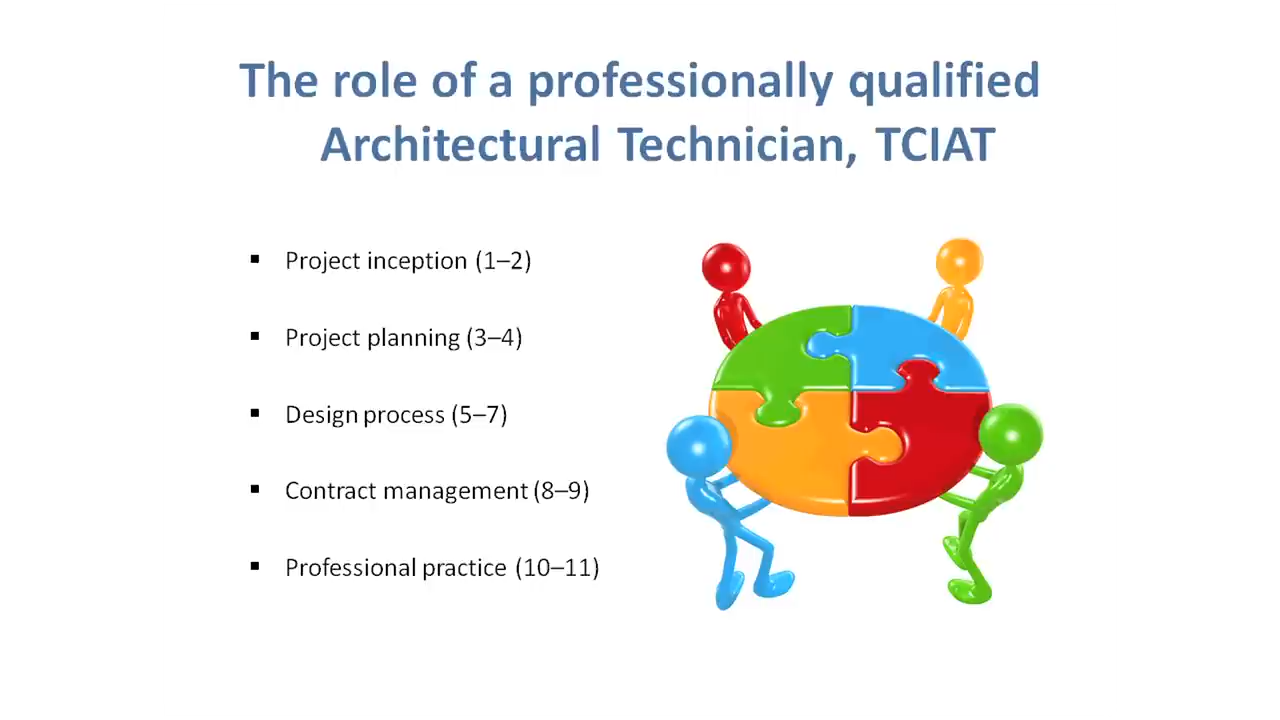 The role of a professionally qualified
Architectural Technician, TCIAT
▪ Project inception (1–2)
▪ Project planning (3–4)
▪ Design process (5–7)
▪ Contract management (8–9)
▪ Professional practice (10–11)